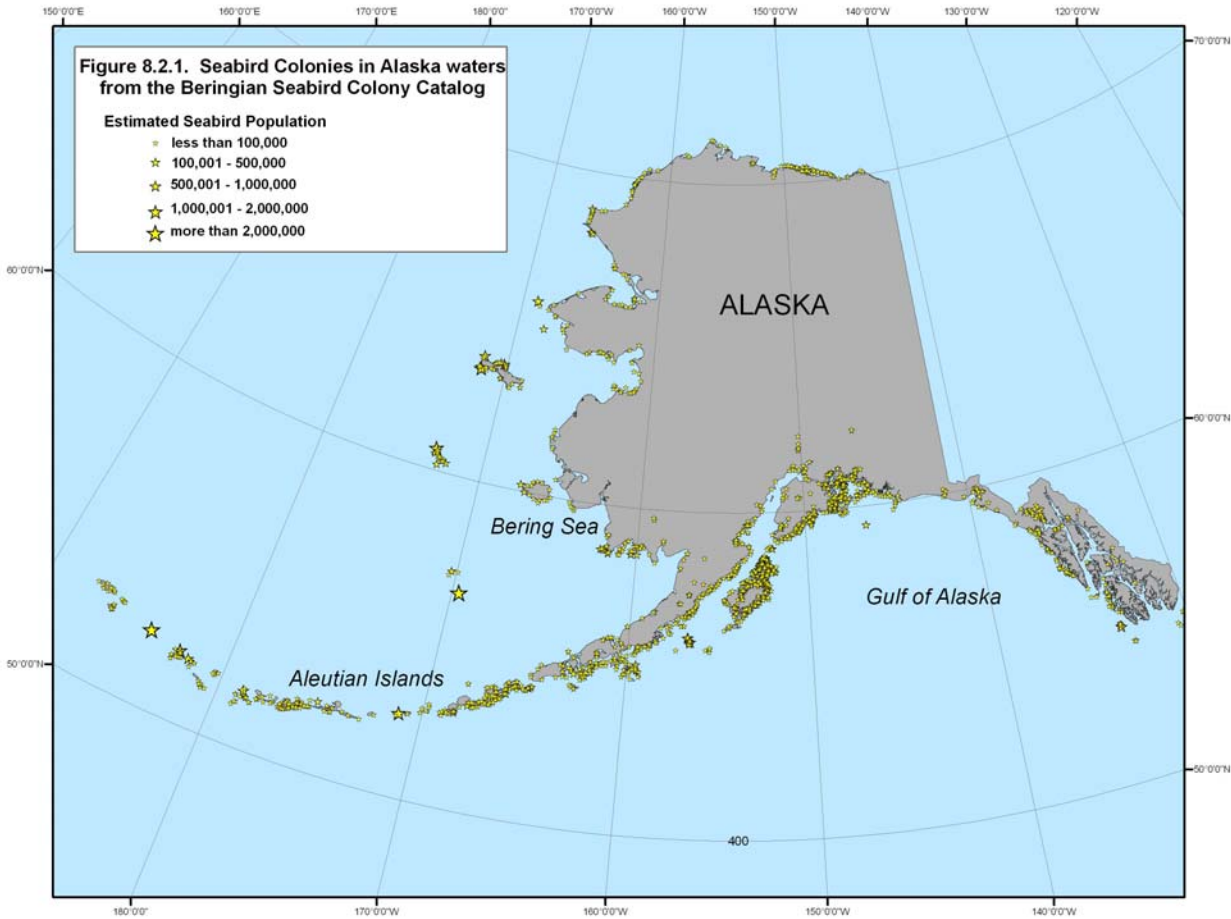 150°0'0"E
160°0'0"E
170°0'0"E
180°0'0"
170°0'0"W
160°0'0"W
150°0'0"W
140°0'0"W
130°0'0"W
120°0'0"W
70°0'0"N
Figure 8.2.1. Seabird Colonies in Alaska waters
from the Beringian Seabird Colony Catalog
Estimated Seabird Population
less than 100,000
100,001 - 500,000
500,001 - 1,000,000
1,000,001 - 2,000,000
more than 2,000,000
60°0'0"N
ALASKA
60°0'0"N
Bering Sea
Gulf of Alaska
50°0'0"N
Aleutian Islands
50°0'0"N
400
180°0'0"
170°0'0"W
160°0'0"W
150°0'0"W
140°0'0"W